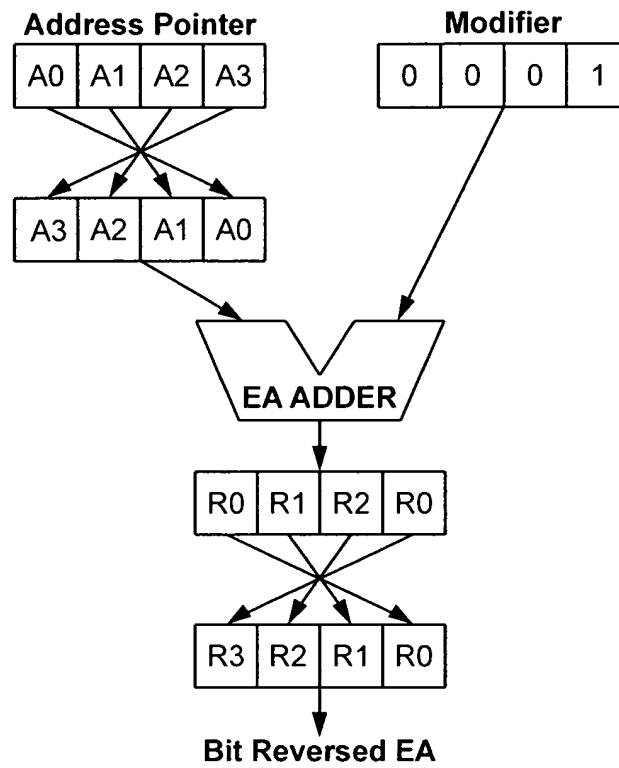 Address Pointer
Modifier
A0 A1 A2 A3
0 0 0 1
A3 A2 A1 A0
EA ADDER
R0 R1 R2 R0
R3 R2 R1 R0
Bit Reversed EA